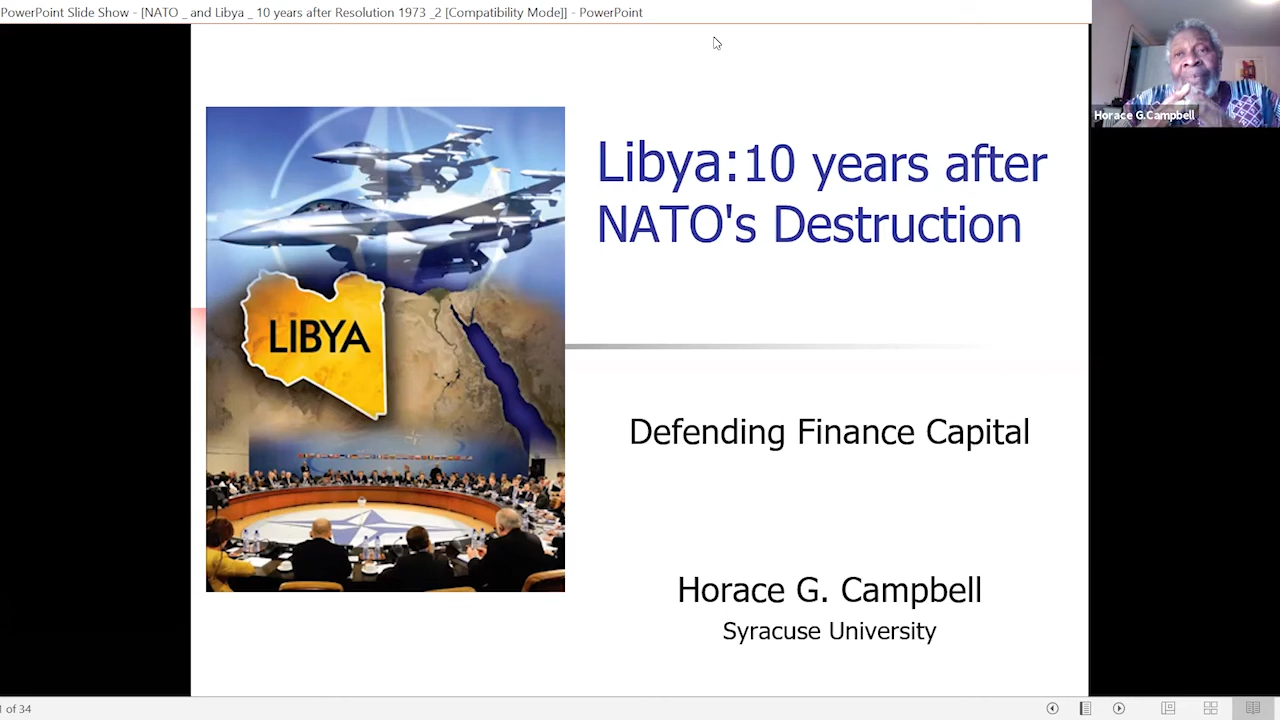 PowerPoint Slide Show - [NATO _ and Libya _ 10 years after Resolution 1973 _2 [Compatibility Mode]] - PowerPoint
Horace G.Campbell
Libya:10 years after
NATO's Destruction
LIBYA
Defending Finance Capital
Horace G. Campbell
Syracuse University
1 of 34